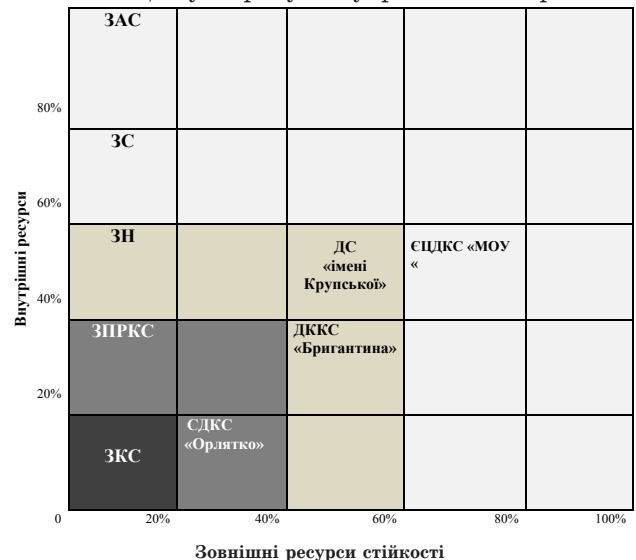 ЗАС
80%
ЗС
60%
ЗН
ДС
«імені
Крупської»
ЄЦДКС «МОУ
«
40%
ЗПРКС
ДККС
«Бригантина»
20%
СДКС
«Орлятко»
ЗКС
0
20%
40%
60%
80%
100%
Внутрішні ресурси
Зовнішні ресурси стійкості